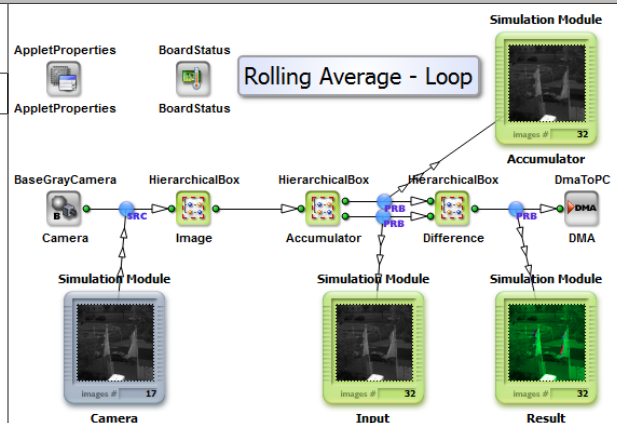 Simulation Module
AppletProperties
BoardStatus
Rolling Average - Loop
AppletProperties
BoardStatus
images # 32
Accumulator
BaseGrayCamera
HierarchicalBox
HierarchicalBox
HierarchicalBox
DmaToPC
B
SRC
PRB
PRB
PRB
DMA
Camera
Image
Accumulator
Difference
DMA
Simulation Module
Simulation Module
Simulation Module
images # 17
images # 32
images # 32
Camera
Input
Result